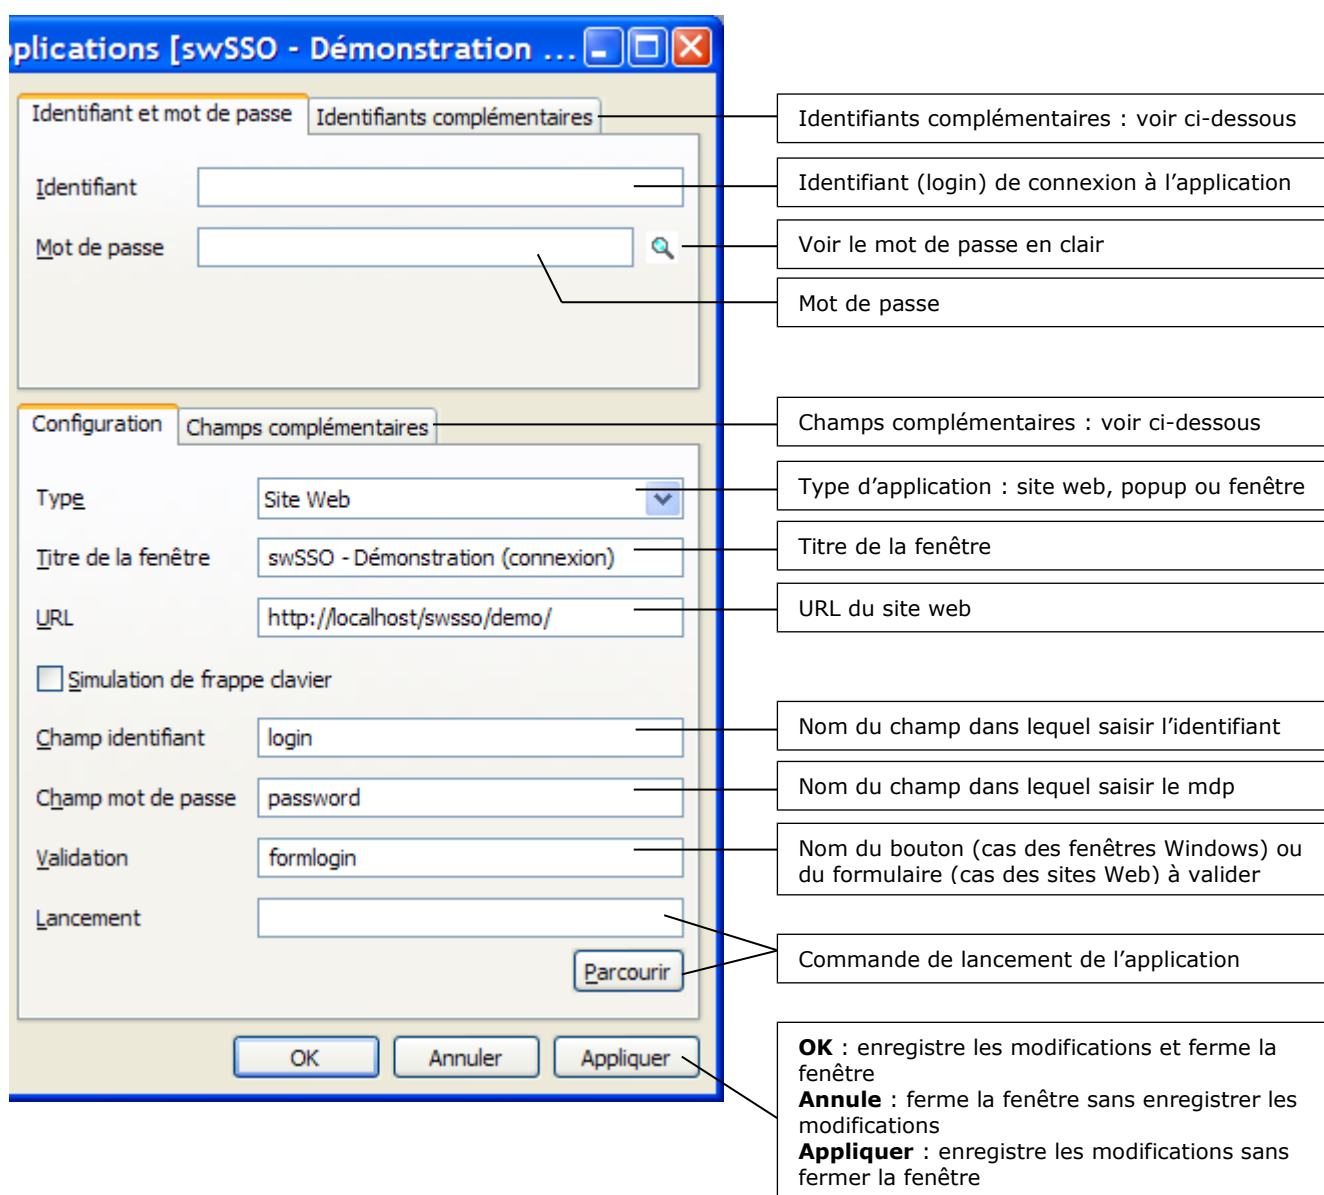 plications [swSSO - Démonstration ...
Identifiant et mot de passe
Identifiants complémentaires
Identifiants complémentaires : voir ci-dessous
Identifiant
Identifiant (login) de connexion à l’application
Mot de passe
Voir le mot de passe en clair
Mot de passe
Configuration
Champs complémentaires
Champs complémentaires : voir ci-dessous
Type
Site Web
Type d’application : site web, popup ou fenêtre
Titre de la fenêtre
swSSO - Démonstration (connexion)
Titre de la fenêtre
URL
http://localhost/swsso/demo/
URL du site web
Simulation de frappe clavier
Champ identifiant
login
Nom du champ dans lequel saisir l’identifiant
Champ mot de passe
password
Nom du champ dans lequel saisir le mdp
Validation
formlogin
Nom du bouton (cas des fenêtres Windows) ou
du formulaire (cas des sites Web) à valider
Lancement
Parcourir
Commande de lancement de l’application
OK
Annuler
Appliquer
OK : enregistre les modifications et ferme la
fenêtre
Annule : ferme la fenêtre sans enregistrer les
modifications
Appliquer : enregistre les modifications sans
fermer la fenêtre